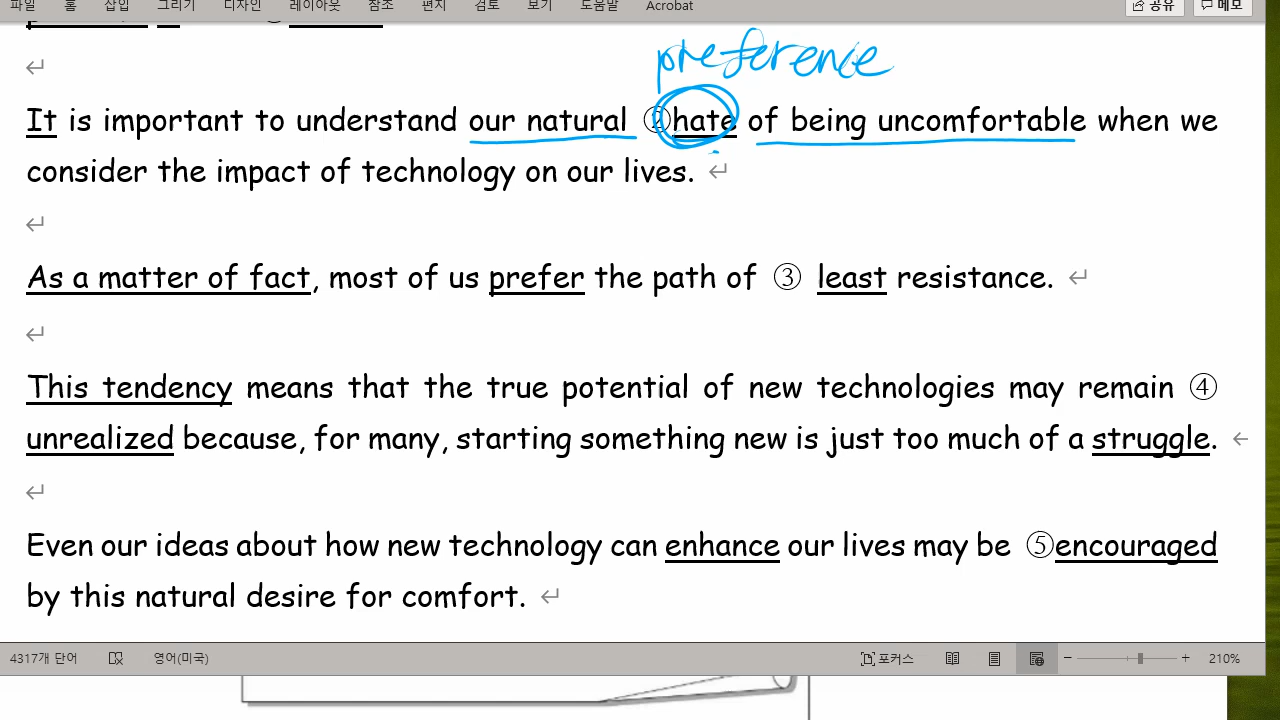 파일 홈 삽입 그리기 디자인 레이아웃 참조 편지 검토 보기 도움말 Acrobat 공유 메모
preference
It is important to understand our natural ②hate of being uncomfortable when we
consider the impact of technology on our lives.
As a matter of fact, most of us prefer the path of ③ least resistance.
This tendency means that the true potential of new technologies may remain ④
unrealized because, for many, starting something new is just too much of a struggle.
Even our ideas about how new technology can enhance our lives may be ⑤encouraged
by this natural desire for comfort.
4317개 단어 영어(미국) 포커스 210%